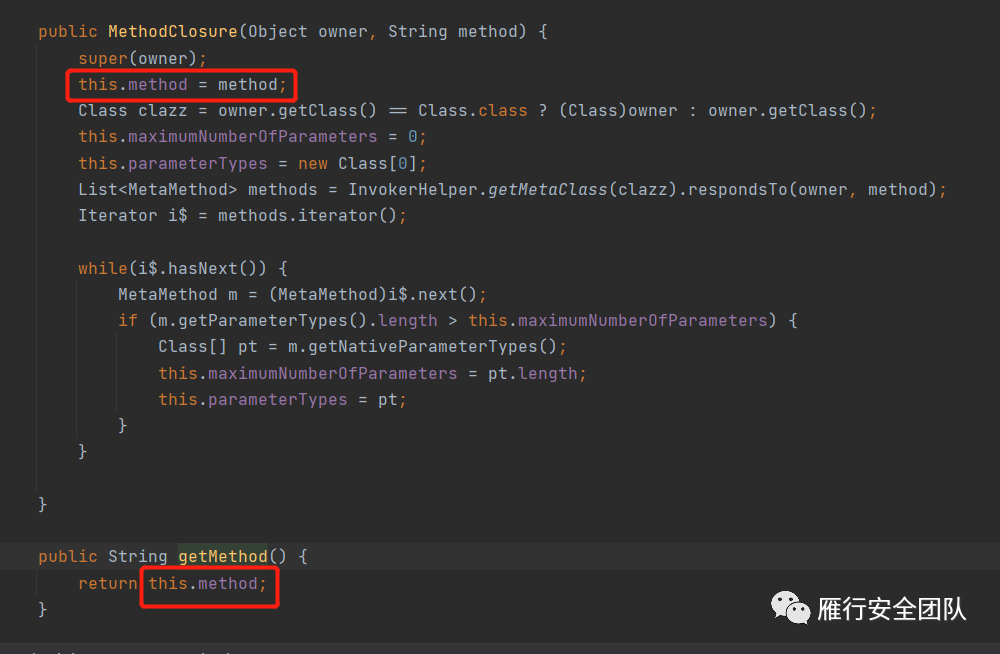 public MethodClosure(Object owner, String method) {
super(owner);
this.method = method;
Class clazz = owner.getClass() == Class.class ? (Class)owner : owner.getClass();
this.maximumNumberOfParameters = 0;
this.parameterTypes = new Class[0];
List<MetaMethod> methods = InvokerHelper.getMetaClass(clazz).respondsTo(owner, method);
Iterator i$ = methods.iterator();
while(i$.hasNext()) {
MetaMethod m = (MetaMethod)i$.next();
if (m.getParameterTypes().length > this.maximumNumberOfParameters) {
Class[] pt = m.getNativeParameterTypes();
this.maximumNumberOfParameters = pt.length;
this.parameterTypes = pt;
}
}
}
public String getMethod() {
return this.method;
}
雁行安全团队